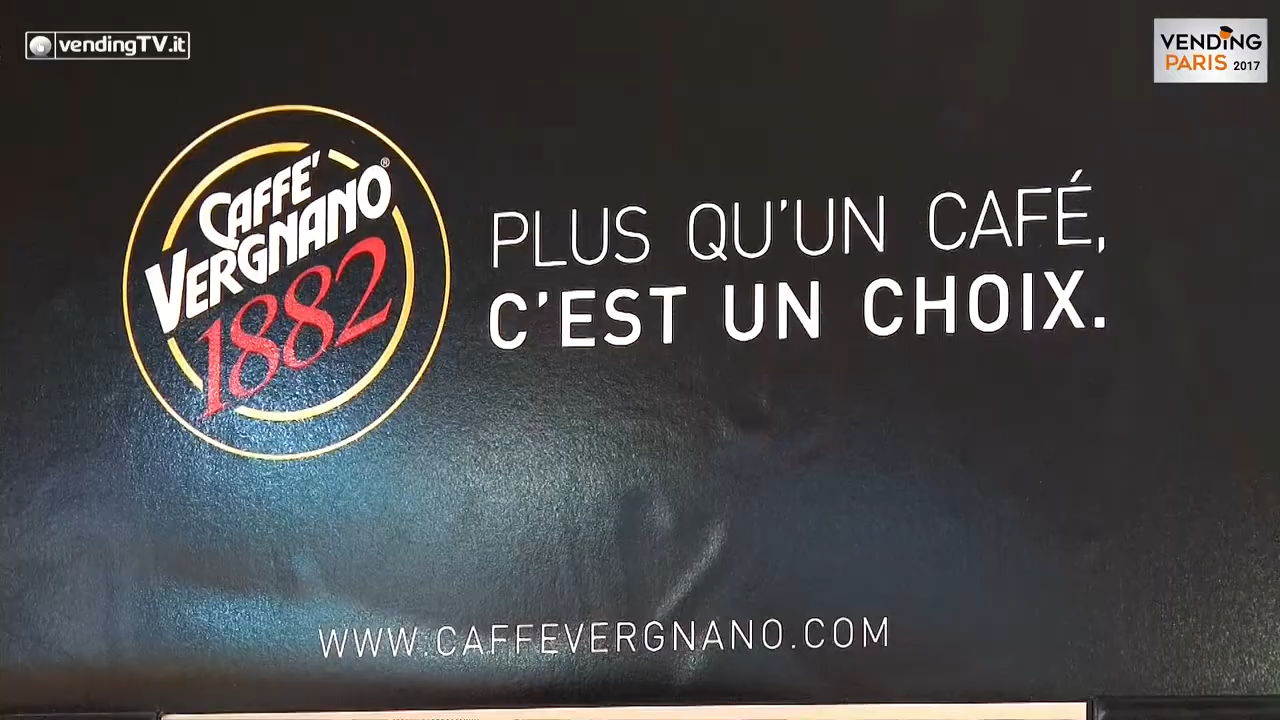 vendingTV.it
VENDING
PARIS 2017
CAFFE'
VERGNANO®
1882
PLUS QU'UN CAFÉ,
C'EST UN CHOIX.
WWW.CAFFEVERGNANO.COM